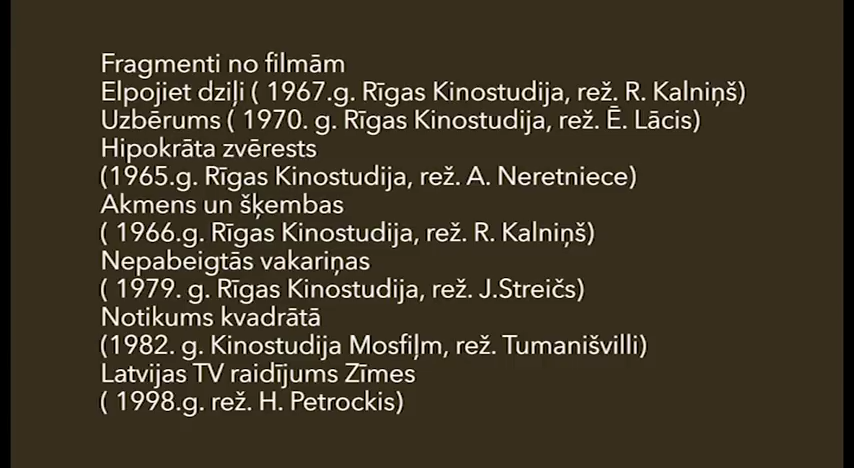 Fragmenti no filmām
Elpojiet dziļi ( 1967.g. Rīgas Kinostudija, rež. R. Kalniņš)
Uzbērums ( 1970. g. Rīgas Kinostudija, rež. Ē. Lācis)
Hipokrāta zvērests
(1965.g. Rīgas Kinostudija, rež. A. Neretniece)
Akmens un šķembas
( 1966.g. Rīgas Kinostudija, rež. R. Kalniņš)
Nepabeigtās vakariņas
( 1979. g. Rīgas Kinostudija, rež. J.Streičs)
Notikums kvadrātā
(1982. g. Kinostudija Mosfiļm, rež. Tumanišvilli)
Latvijas TV raidījums Zīmes
( 1998.g. rež. H. Petrockis)